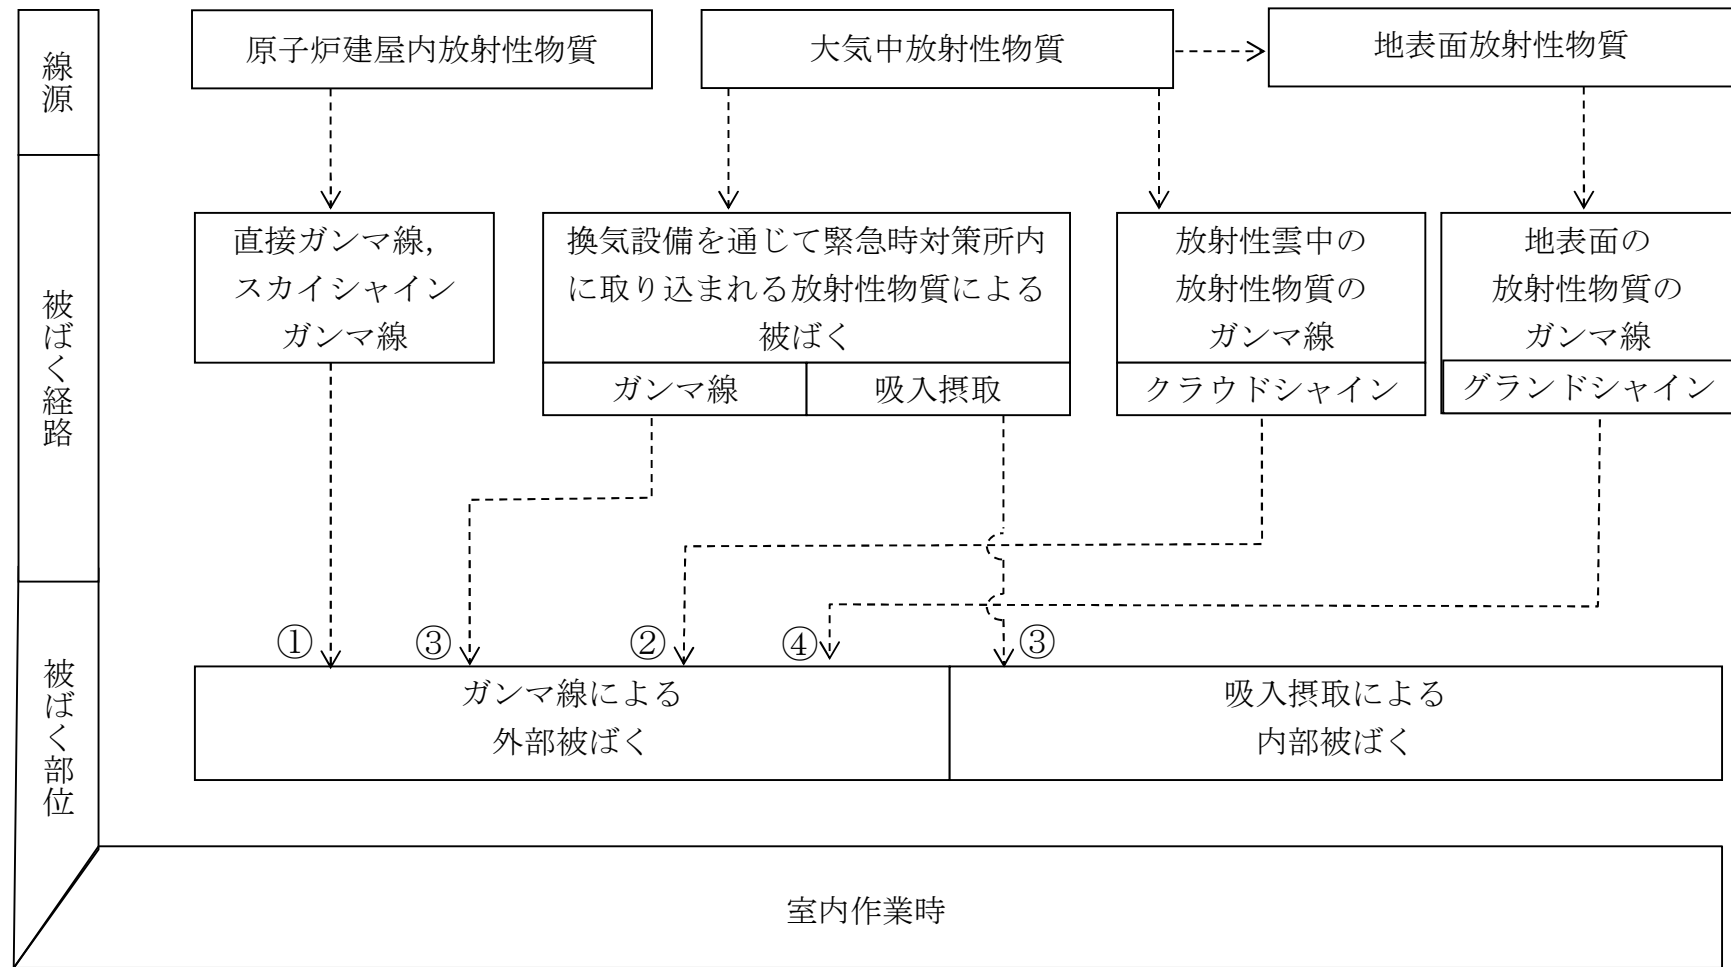 線源
原子炉建屋内放射性物質
大気中放射性物質
地表面放射性物質
被ばく経路
直接ガンマ線,
スカイシャイン
ガンマ線
換気設備を通じて緊急時対策所内
に取り込まれる放射性物質による
被ばく
ガンマ線
吸入摂取
放射性雲中の
放射性物質の
ガンマ線
クラウドシャイン
地表面の
放射性物質の
ガンマ線
グランドシャイン
被ばく部位
①
③
②
④
③
ガンマ線による
外部被ばく
吸入摂取による
内部被ばく
室内作業時